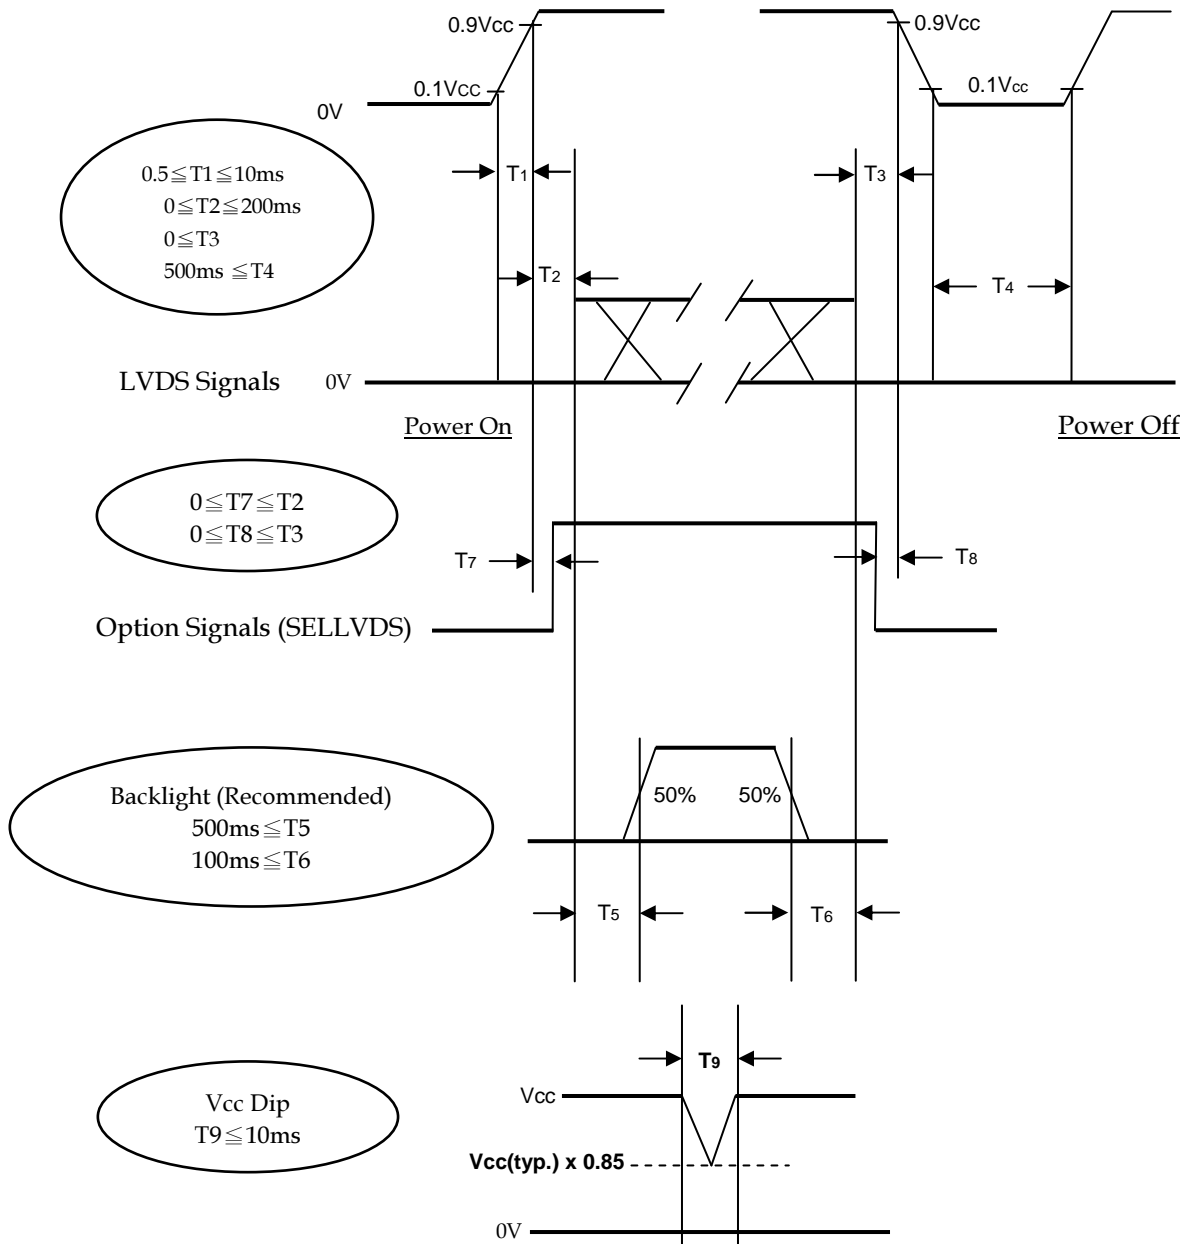 0.9Vcc
0.9Vcc
0.1VCC
0.1Vcc
0V
0.5≦T1≦10ms
0≦T2≦200ms
0≦T3
500ms ≦T4
T1
T3
T2
T4
LVDS Signals 0V
Power On
Power Off
0≦T7≦T2
0≦T8≦T3
T7
T8
Option Signals (SELLVDS)
Backlight (Recommended)
500ms≦T5
100ms≦T6
50% 50%
T5
T6
T9
Vcc Dip
T9≦10ms
Vcc
Vcc(typ.) x 0.85
0V